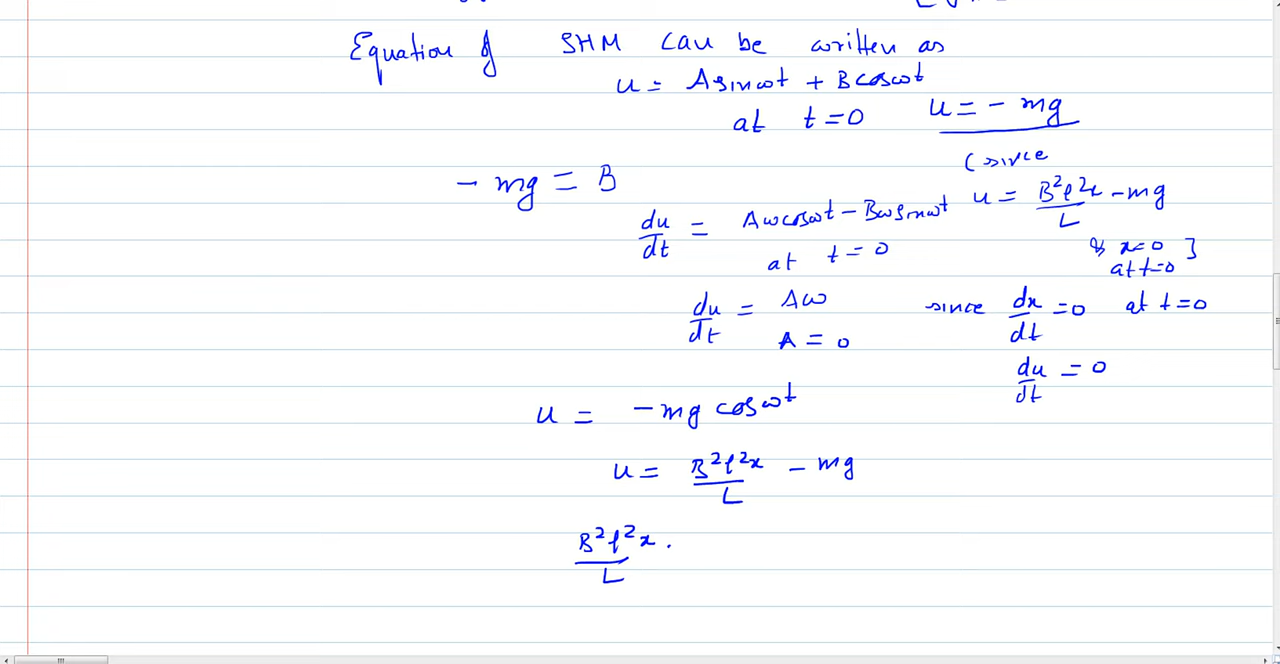 Equation of SHM can be written as
u = A sinωt + B cosωt
at t=0 u = - mg
(since
- mg = B
u = B²l²x/L - mg
du/dt = Aω cosωt - Bω sinωt
& x=0 ]
at t=0
at t = 0
du/dt = Aω since dx/dt = 0 at t=0
A = 0
du/dt = 0
u = -mg cosωt
u = B²l²x/L - mg
B²l²x/L .